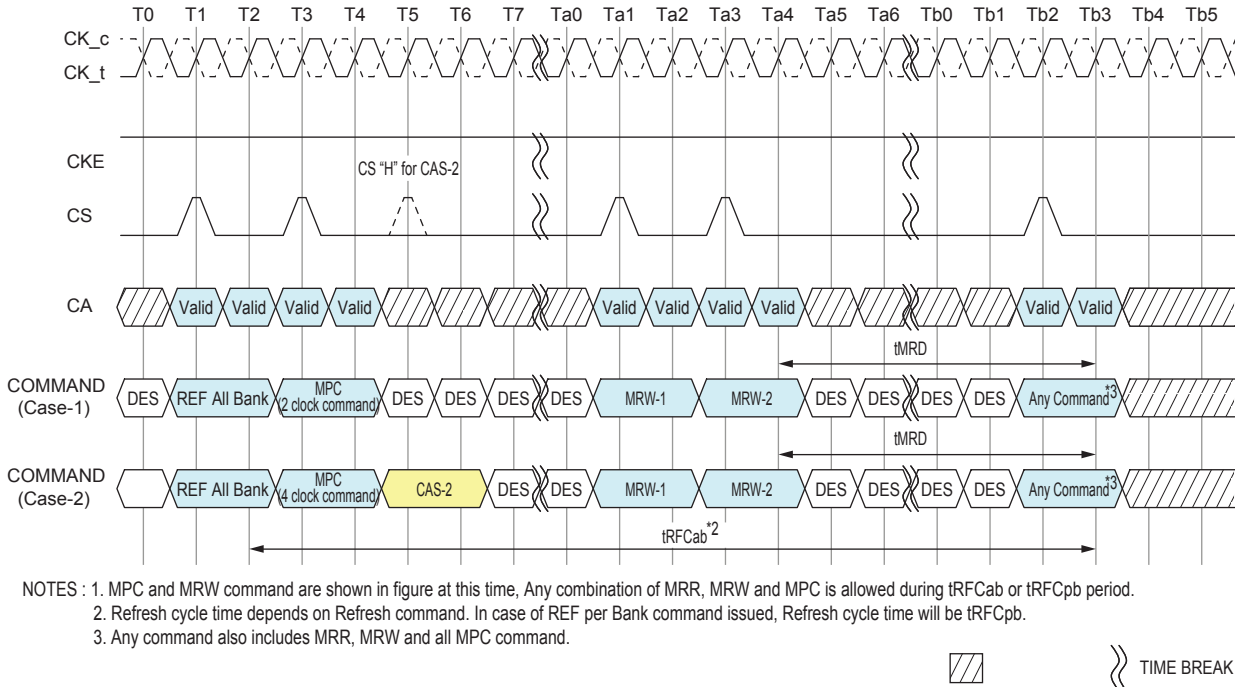 T0 T1 T2 T3 T4 T5 T6 T7 Ta0 Ta1 Ta2 Ta3 Ta4 Ta5 Ta6 Tb0 Tb1 Tb2 Tb3 Tb4 Tb5
CK_c
CK_t
CKE
CS "H" for CAS-2
CS
CA Valid Valid Valid Valid Valid Valid Valid Valid Valid Valid
tMRD
COMMAND
(Case-1)
DES REF All Bank MPC (2 clock command) DES DES DES DES MRW-1 MRW-2 DES DES DES DES Any Command*3
tMRD
COMMAND
(Case-2)
REF All Bank MPC (4 clock command) CAS-2 DES DES MRW-1 MRW-2 DES DES DES DES Any Command*3
tRFCab*2
NOTES : 1. MPC and MRW command are shown in figure at this time, Any combination of MRR, MRW and MPC is allowed during tRFCab or tRFCpb period.
2. Refresh cycle time depends on Refresh command. In case of REF per Bank command issued, Refresh cycle time will be tRFCpb.
3. Any command also includes MRR, MRW and all MPC command.
TIME BREAK